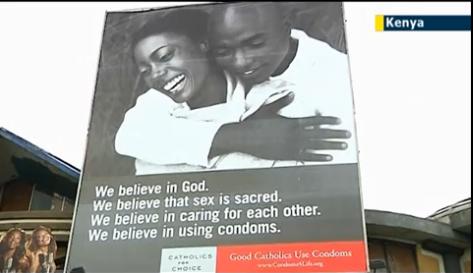 Kenya
We believe in God.
We believe that sex is sacred.
We believe in caring for each other.
We believe in using condoms.
CATHOLICS
FOR
CHOICE
Good Catholics Use Condoms
www.Condoms4Life.org